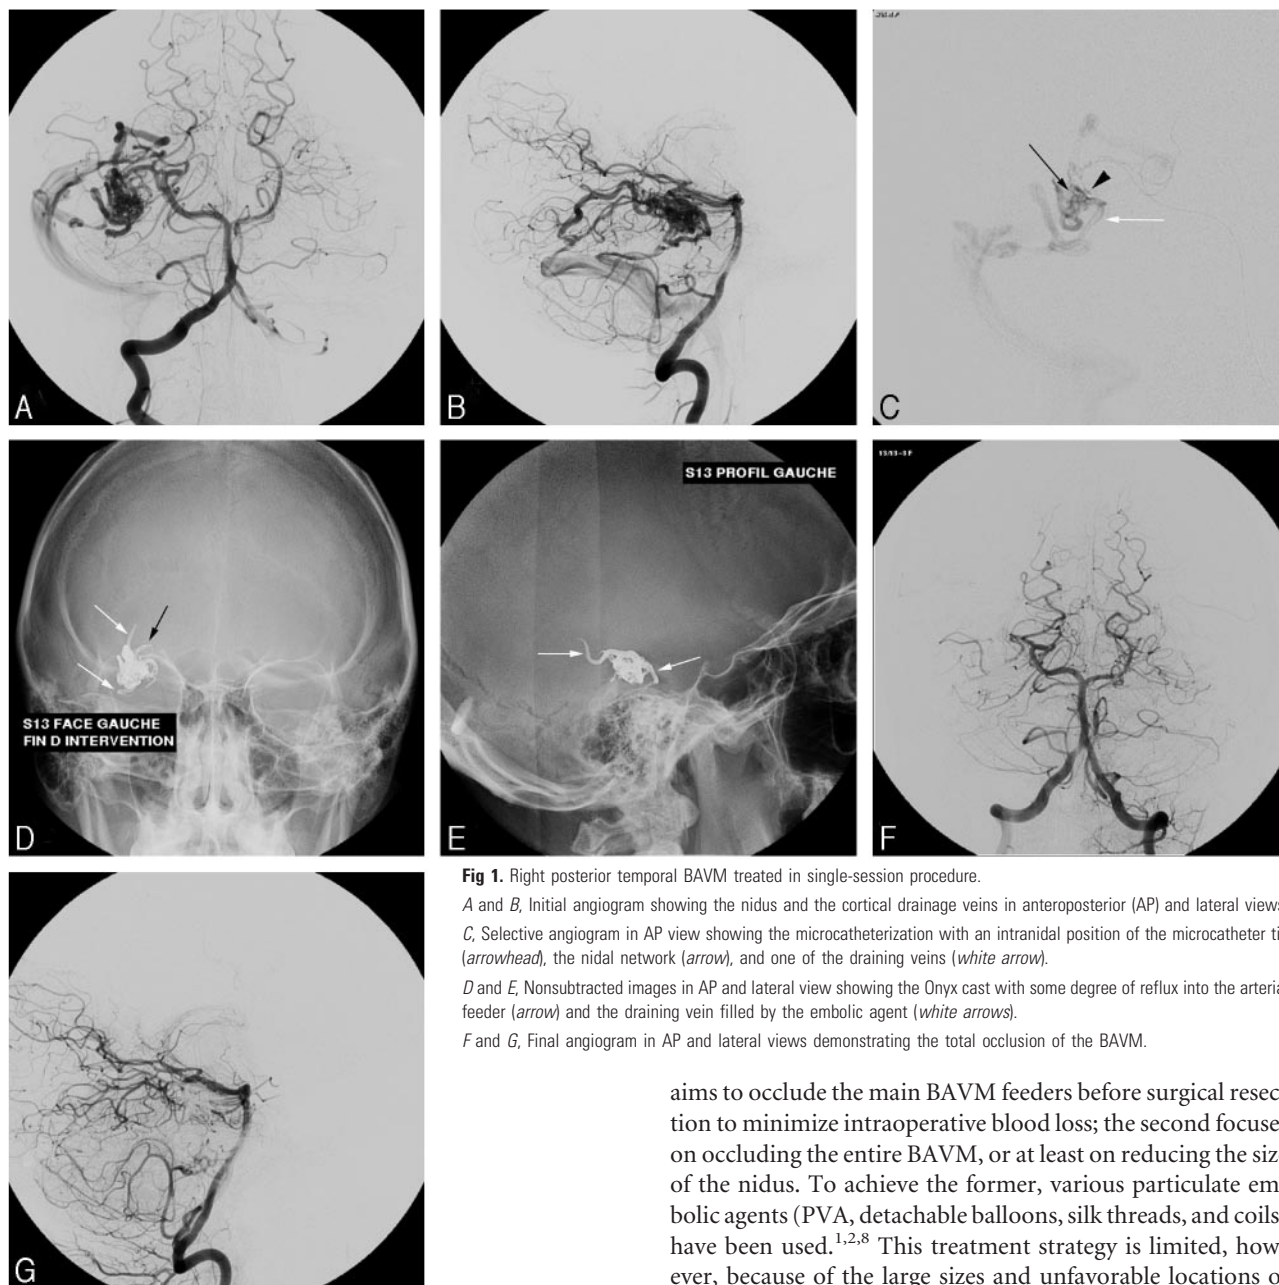 A
B
C
S13 FACE GAUCHE
FIN D INTERVENTION
D
S13 PROFIL GAUCHE
E
F
G
Fig 1. Right posterior temporal BAVM treated in single-session procedure.
A and B, Initial angiogram showing the nidus and the cortical drainage veins in anteroposterior (AP) and lateral views
C, Selective angiogram in AP view showing the microcatheterization with an intranidal position of the microcatheter ti
(arrowhead), the nidal network (arrow), and one of the draining veins (white arrow).
D and E, Nonsubtracted images in AP and lateral view showing the Onyx cast with some degree of reflux into the arteria
feeder (arrow) and the draining vein filled by the embolic agent (white arrows).
F and G, Final angiogram in AP and lateral views demonstrating the total occlusion of the BAVM.
aims to occlude the main BAVM feeders before surgical resec
tion to minimize intraoperative blood loss; the second focuse
on occluding the entire BAVM, or at least on reducing the siz
of the nidus. To achieve the former, various particulate em
bolic agents (PVA, detachable balloons, silk threads, and coils
have been used.1,2,8 This treatment strategy is limited, how
ever, because of the large sizes and unfavorable locations o